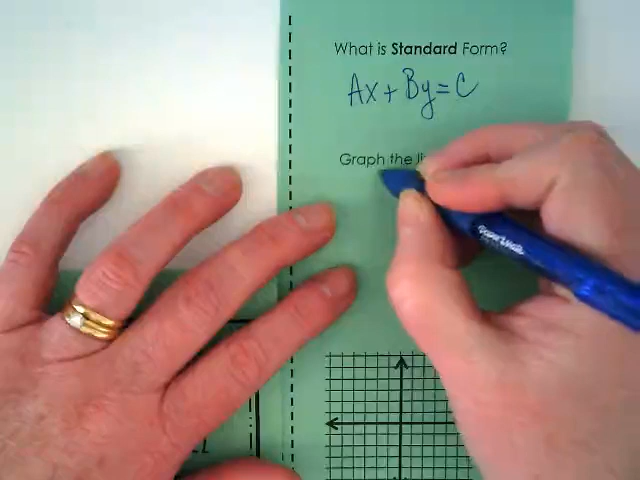 What is Standard Form?
Ax + By = C
Graph the